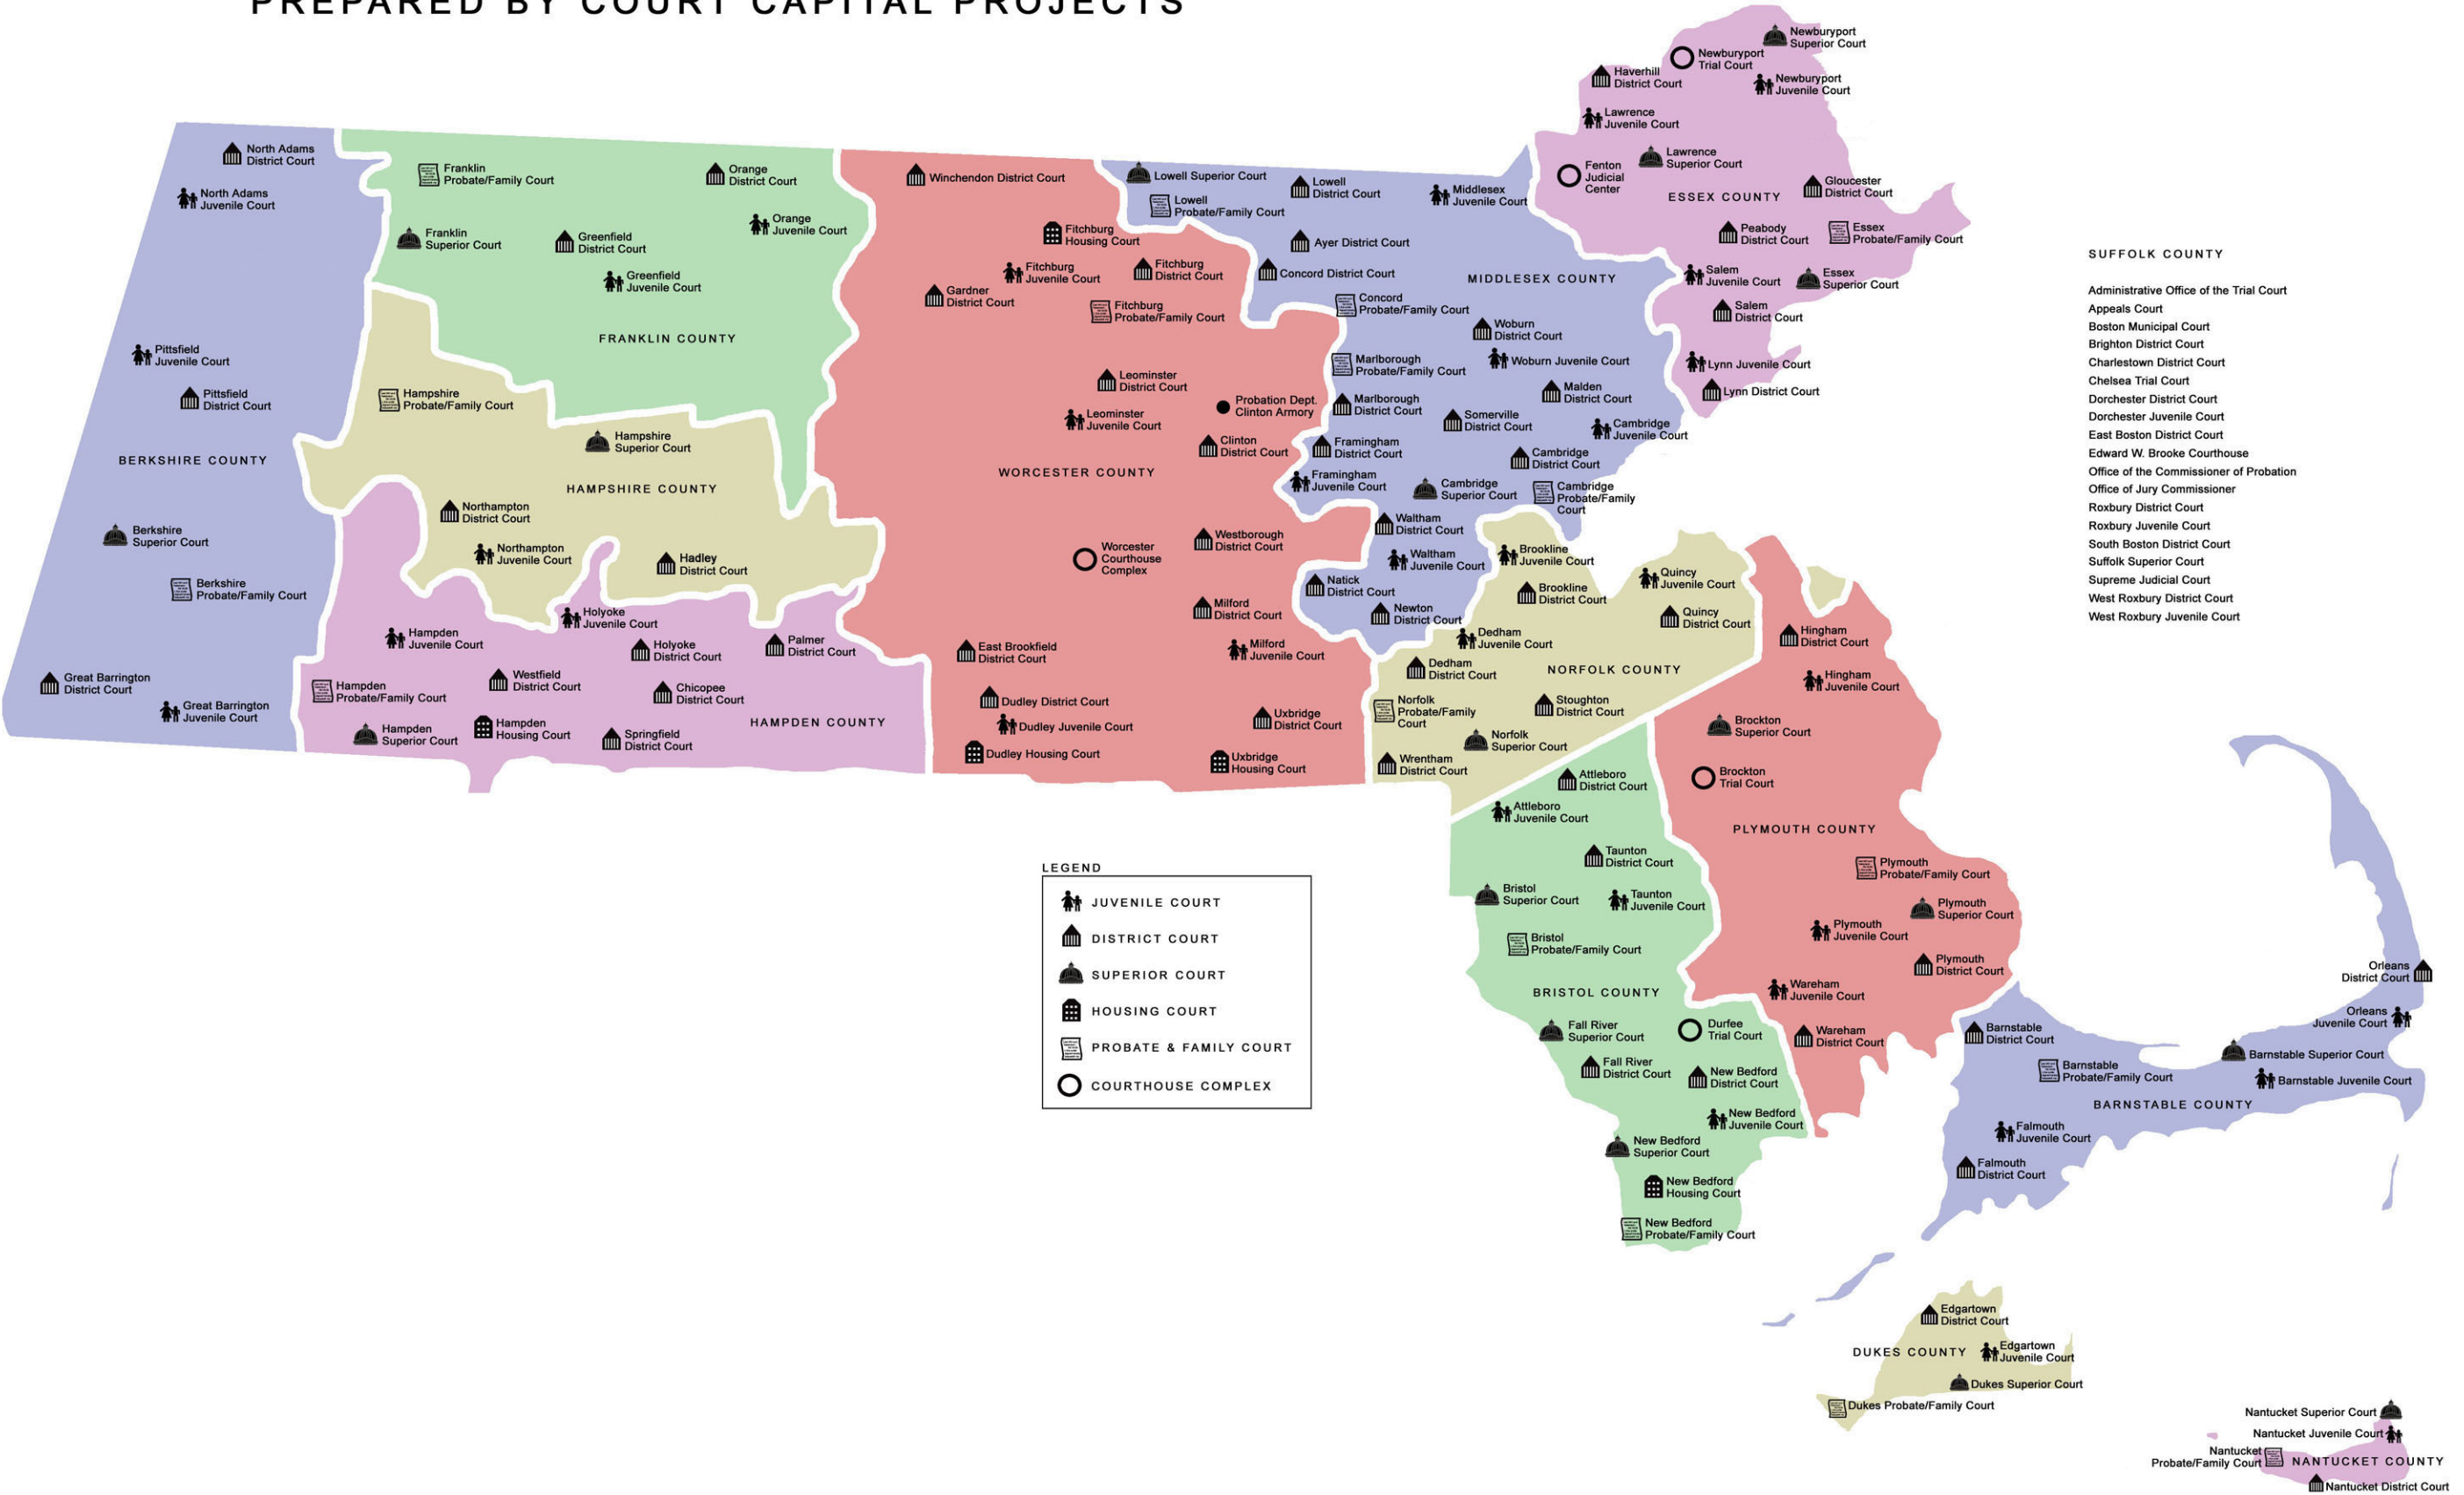 PREPARED BY COURT CAPITAL PROJECTS
North Adams
District Court
North Adams
Juvenile Court
Pittsfield
Juvenile Court
Pittsfield
District Court
BERKSHIRE COUNTY
Berkshire
Superior Court
Berkshire
Probate/Family Court
Great Barrington
District Court
Great Barrington
Juvenile Court
Franklin
Probate/Family Court
Orange
District Court
Orange
Juvenile Court
Franklin
Superior Court
Greenfield
District Court
Greenfield
Juvenile Court
FRANKLIN COUNTY
Hampshire
Probate/Family Court
Hampshire
Superior Court
HAMPSHIRE COUNTY
Northampton
District Court
Northampton
Juvenile Court
Hadley
District Court
Holyoke
Juvenile Court
Hampden
Juvenile Court
Holyoke
District Court
Palmer
District Court
Westfield
District Court
Hampden
Probate/Family Court
Chicopee
District Court
HAMPDEN COUNTY
Hampden
Superior Court
Hampden
Housing Court
Springfield
District Court
Winchendon District Court
Fitchburg
Housing Court
Fitchburg
Juvenile Court
Fitchburg
District Court
Gardner
District Court
Fitchburg
Probate/Family Court
Leominster
District Court
Leominster
Juvenile Court
Probation Dept.
Clinton Armory
Clinton
District Court
WORCESTER COUNTY
Westborough
District Court
Worcester
Courthouse
Complex
Milford
District Court
East Brookfield
District Court
Milford
Juvenile Court
Dudley District Court
Dudley Juvenile Court
Uxbridge
District Court
Dudley Housing Court
Uxbridge
Housing Court
Lowell Superior Court
Lowell
District Court
Middlesex
Juvenile Court
Lowell
Probate/Family Court
Ayer District Court
Concord District Court
MIDDLESEX COUNTY
Concord
Probate/Family Court
Woburn
District Court
Marlborough
Probate/Family Court
Woburn Juvenile Court
Malden
District Court
Marlborough
District Court
Somerville
District Court
Cambridge
Juvenile Court
Framingham
District Court
Cambridge
District Court
Framingham
Juvenile Court
Cambridge
Superior Court
Cambridge
Probate/Family
Court
Waltham
District Court
Waltham
Juvenile Court
Natick
District Court
Newton
District Court
Newburyport
Superior Court
Newburyport
Trial Court
Haverhill
District Court
Newburyport
Juvenile Court
Lawrence
Juvenile Court
Lawrence
Superior Court
Fenton
Judicial
Center
Gloucester
District Court
ESSEX COUNTY
Peabody
District Court
Essex
Probate/Family Court
Salem
Juvenile Court
Essex
Superior Court
Salem
District Court
Lynn Juvenile Court
Lynn District Court
Brookline
Juvenile Court
Quincy
Juvenile Court
Brookline
District Court
Quincy
District Court
Dedham
Juvenile Court
Dedham
District Court
NORFOLK COUNTY
Norfolk
Probate/Family
Court
Stoughton
District Court
Norfolk
Superior Court
Wrentham
District Court
Hingham
District Court
Hingham
Juvenile Court
Brockton
Superior Court
Brockton
Trial Court
PLYMOUTH COUNTY
Plymouth
Probate/Family Court
Plymouth
Superior Court
Plymouth
Juvenile Court
Plymouth
District Court
Wareham
Juvenile Court
Wareham
District Court
Attleboro
District Court
Attleboro
Juvenile Court
Taunton
District Court
Bristol
Superior Court
Taunton
Juvenile Court
Bristol
Probate/Family Court
BRISTOL COUNTY
Fall River
Superior Court
Durfee
Trial Court
Fall River
District Court
New Bedford
District Court
New Bedford
Juvenile Court
New Bedford
Superior Court
New Bedford
Housing Court
New Bedford
Probate/Family Court
SUFFOLK COUNTY
Administrative Office of the Trial Court
Appeals Court
Boston Municipal Court
Brighton District Court
Charlestown District Court
Chelsea Trial Court
Dorchester District Court
Dorchester Juvenile Court
East Boston District Court
Edward W. Brooke Courthouse
Office of the Commissioner of Probation
Office of Jury Commissioner
Roxbury District Court
Roxbury Juvenile Court
South Boston District Court
Suffolk Superior Court
Supreme Judicial Court
West Roxbury District Court
West Roxbury Juvenile Court
Orleans
District Court
Orleans
Juvenile Court
Barnstable
District Court
Barnstable Superior Court
Barnstable
Probate/Family Court
Barnstable Juvenile Court
BARNSTABLE COUNTY
Falmouth
Juvenile Court
Falmouth
District Court
Edgartown
District Court
DUKES COUNTY
Edgartown
Juvenile Court
Dukes Superior Court
Dukes Probate/Family Court
Nantucket Superior Court
Nantucket Juvenile Court
Nantucket
Probate/Family Court
NANTUCKET COUNTY
Nantucket District Court
LEGEND
JUVENILE COURT
DISTRICT COURT
SUPERIOR COURT
HOUSING COURT
PROBATE & FAMILY COURT
COURTHOUSE COMPLEX